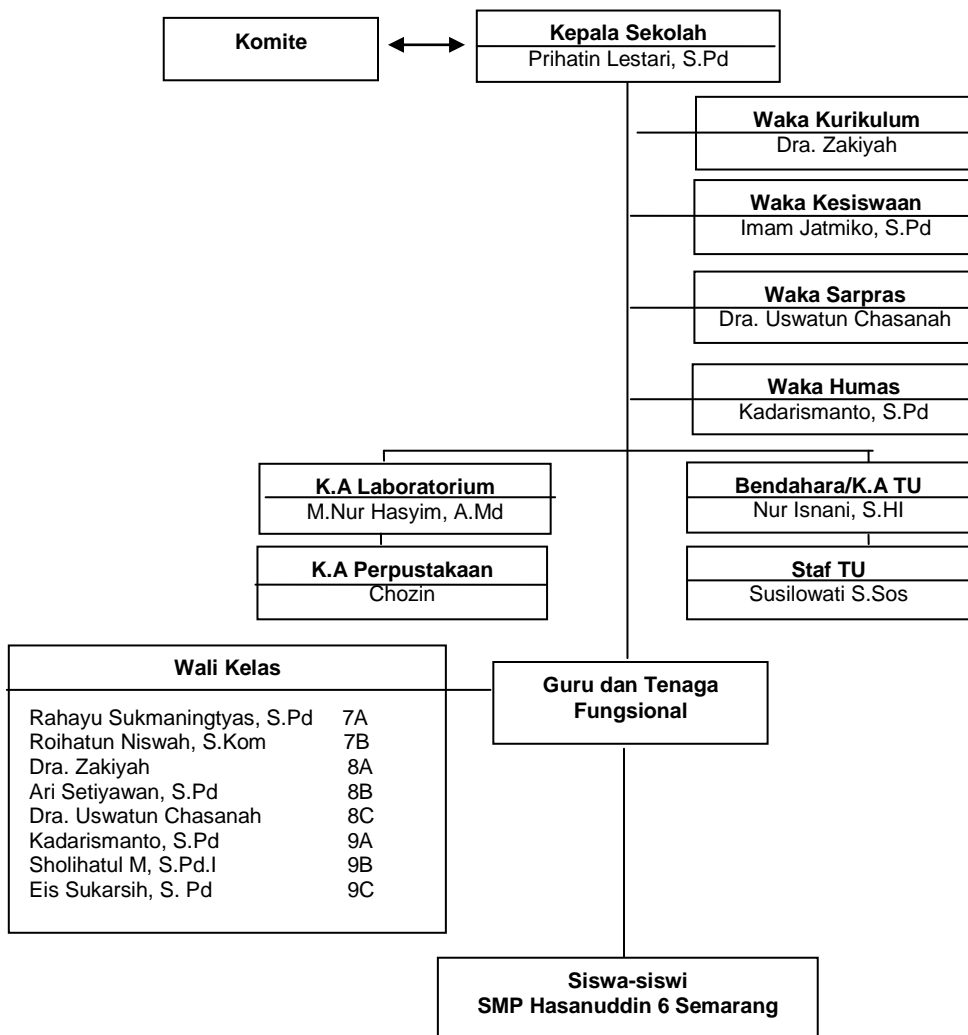 Komite
Kepala Sekolah
Prihatin Lestari, S.Pd
Waka Kurikulum
Dra. Zakiyah
Waka Kesiswaan
Imam Jatmiko, S.Pd
Waka Sarpras
Dra. Uswatun Chasanah
Waka Humas
Kadarismanto, S.Pd
K.A Laboratorium
M.Nur Hasyim, A.Md
Bendahara/K.A TU
Nur Isnani, S.HI
K.A Perpustakaan
Chozin
Staf TU
Susilowati S.Sos
Wali Kelas
Rahayu Sukmaningtyas, S.Pd 7A
Roihatun Niswah, S.Kom 7B
Dra. Zakiyah 8A
Ari Setiyawan, S.Pd 8B
Dra. Uswatun Chasanah 8C
Kadarismanto, S.Pd 9A
Sholihatul M, S.Pd.I 9B
Eis Sukarsih, S. Pd 9C
Guru dan Tenaga
Fungsional
Siswa-siswi
SMP Hasanuddin 6 Semarang